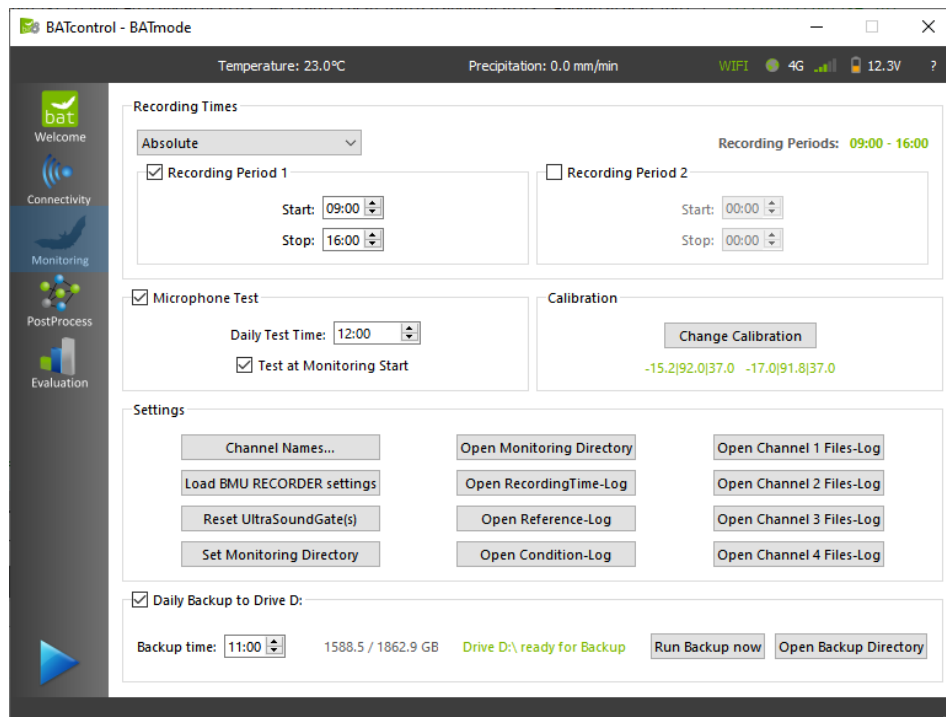 BATcontrol - BATmode
Temperature: 23.0°C Precipitation: 0.0 mm/min WIFI 4G 12.3V ?
bat
Welcome
Connectivity
Monitoring
PostProcess
Evaluation
Recording Times
Absolute Recording Periods: 09:00 - 16:00
Recording Period 1
Start: 09:00
Stop: 16:00
Recording Period 2
Start: 00:00
Stop: 00:00
Microphone Test
Daily Test Time: 12:00
Test at Monitoring Start
Calibration
Change Calibration
-15.2|92.0|37.0 -17.0|91.8|37.0
Settings
Channel Names... Open Monitoring Directory Open Channel 1 Files-Log
Load BMU RECORDER settings Open RecordingTime-Log Open Channel 2 Files-Log
Reset UltraSoundGate(s) Open Reference-Log Open Channel 3 Files-Log
Set Monitoring Directory Open Condition-Log Open Channel 4 Files-Log
Daily Backup to Drive D:
Backup time: 11:00 1588.5 / 1862.9 GB Drive D:\ ready for Backup Run Backup now Open Backup Directory